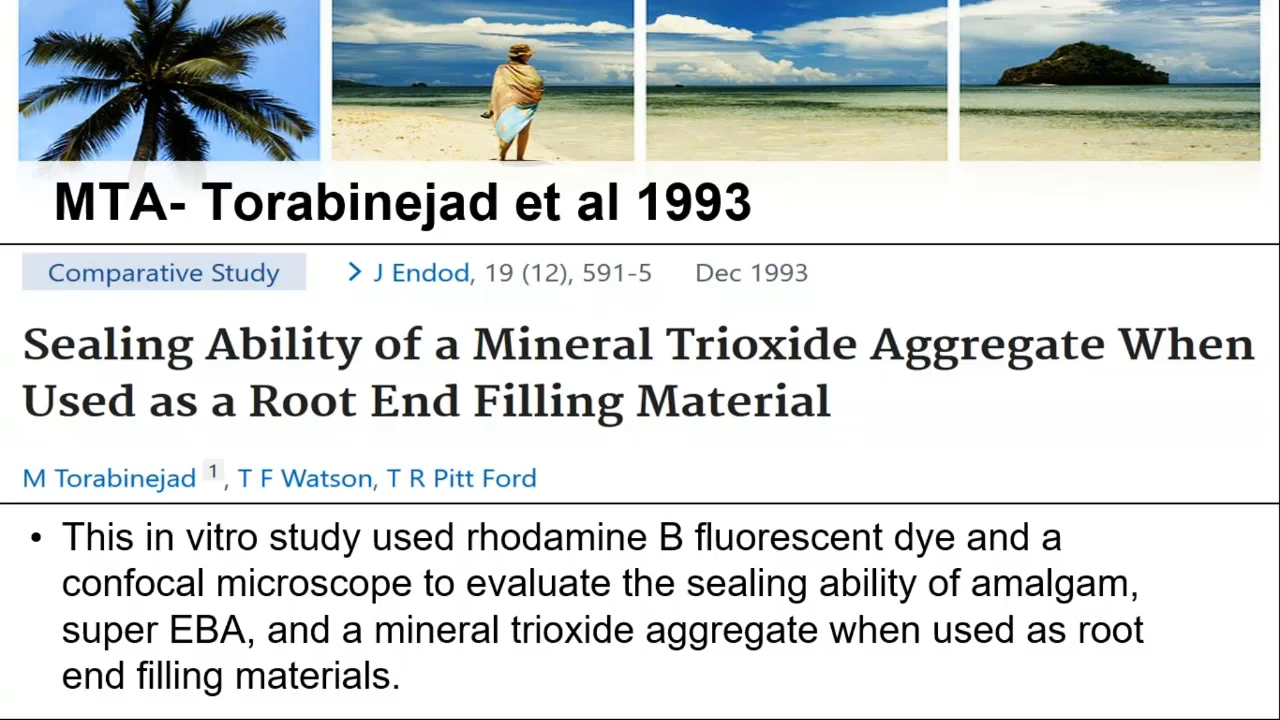 MTA- Torabinejad et al 1993
Comparative Study > J Endod, 19 (12), 591-5 Dec 1993
Sealing Ability of a Mineral Trioxide Aggregate When
Used as a Root End Filling Material
M Torabinejad 1, T F Watson, T R Pitt Ford
• This in vitro study used rhodamine B fluorescent dye and a
confocal microscope to evaluate the sealing ability of amalgam,
super EBA, and a mineral trioxide aggregate when used as root
end filling materials.